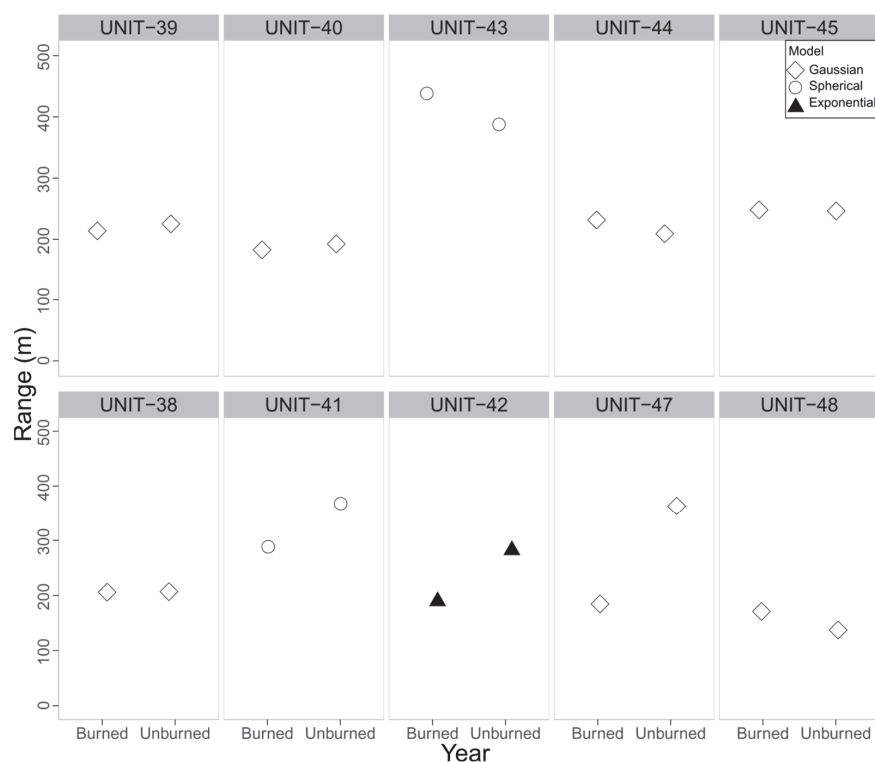 UNIT−39 UNIT−40 UNIT−43 UNIT−44 UNIT−45
Model
Gaussian
Spherical
Exponential
500
400
300
200
100
0
Range (m)
UNIT−38 UNIT−41 UNIT−42 UNIT−47 UNIT−48
500
400
300
200
100
0
Burned Unburned Burned Unburned Burned Unburned Burned Unburned Burned Unburned
Year